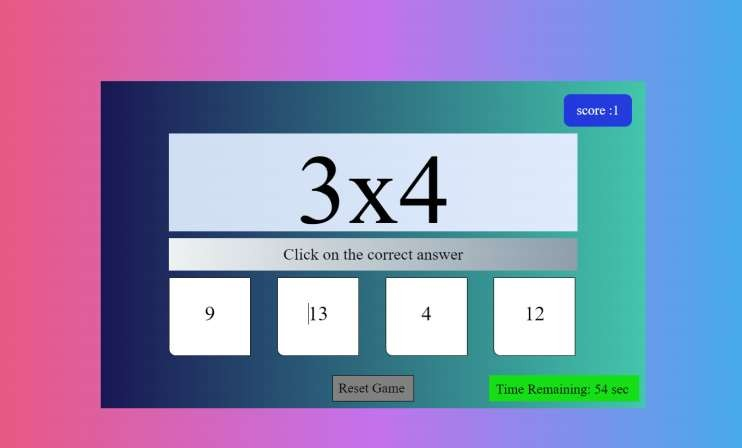 score :1
3x4
Click on the correct answer
9 13 4 12
Reset Game
Time Remaining: 54 sec